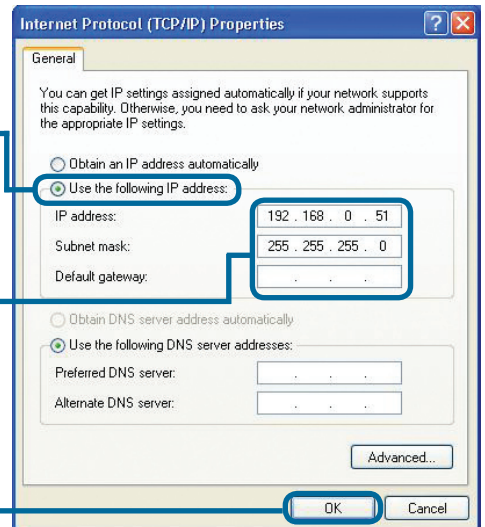 Internet Protocol (TCP/IP) Properties
General
You can get IP settings assigned automatically if your network supports
this capability. Otherwise, you need to ask your network administrator for
the appropriate IP settings.
Obtain an IP address automatically
Use the following IP address:
IP address: 192 . 168 . 0 . 51
Subnet mask: 255 . 255 . 255 . 0
Default gateway: . . .
Obtain DNS server address automatically
Use the following DNS server addresses:
Preferred DNS server: . . .
Alternate DNS server: . . .
Advanced...
OK Cancel